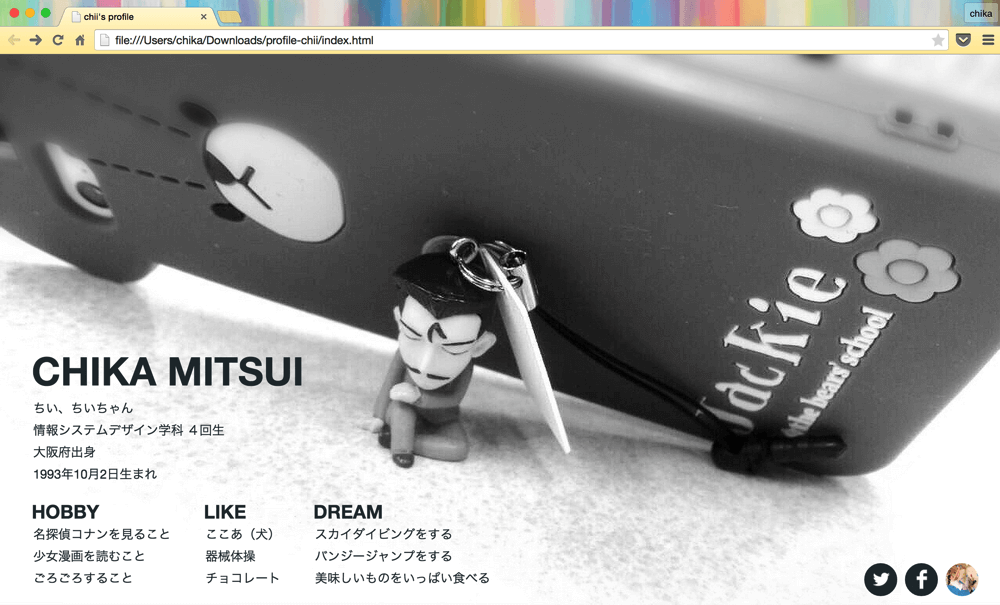 chii's profile
chika
file:///Users/chika/Downloads/profile-chii/index.html
Jackie
the bears' school
CHIKA MITSUI
ちい、ちいちゃん
情報システムデザイン学科 4回生
大阪府出身
1993年10月2日生まれ
HOBBY
名探偵コナンを見ること
少女漫画を読むこと
ごろごろすること
LIKE
ここあ（犬）
器械体操
チョコレート
DREAM
スカイダイビングをする
バンジージャンプをする
美味しいものをいっぱい食べる